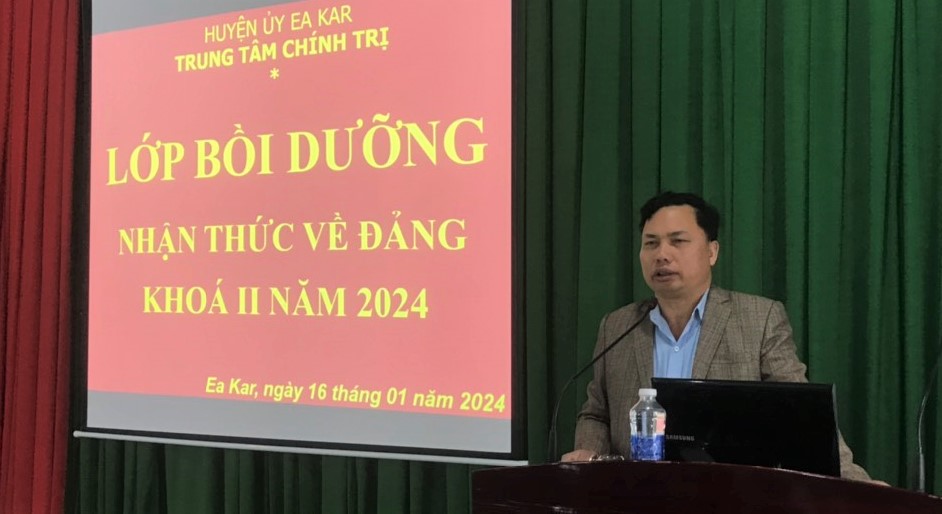 HUYỆN ỦY EA KAR
TRUNG TÂM CHÍNH TRỊ
*
LỚP BỒI DƯỠNG
NHẬN THỨC VỀ ĐẢNG
KHOÁ II NĂM 2024
Ea Kar, ngày 16 tháng 01 năm 2024
SAMSUNG